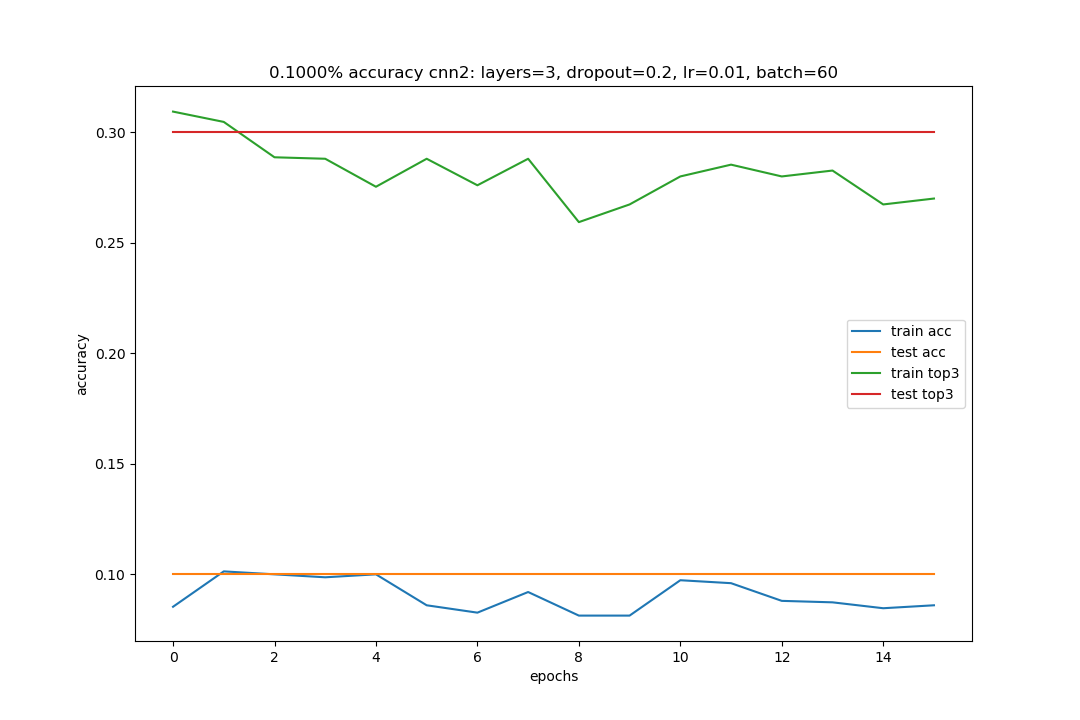 0.1000% accuracy cnn2: layers=3, dropout=0.2, lr=0.01, batch=60
0.30
0.25
0.20
0.15
0.10
accuracy
train acc
test acc
train top3
test top3
0 2 4 6 8 10 12 14
epochs